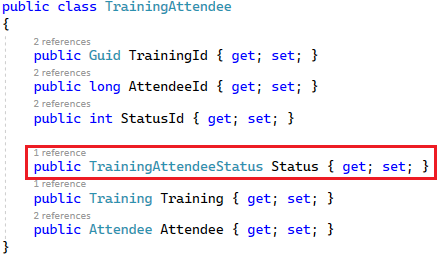 public class TrainingAttendee
{
2 references
public Guid TrainingId { get; set; }
2 references
public long AttendeeId { get; set; }
2 references
public int StatusId { get; set; }
1 reference
public TrainingAttendeeStatus Status { get; set; }
1 reference
public Training Training { get; set; }
2 references
public Attendee Attendee { get; set; }
}